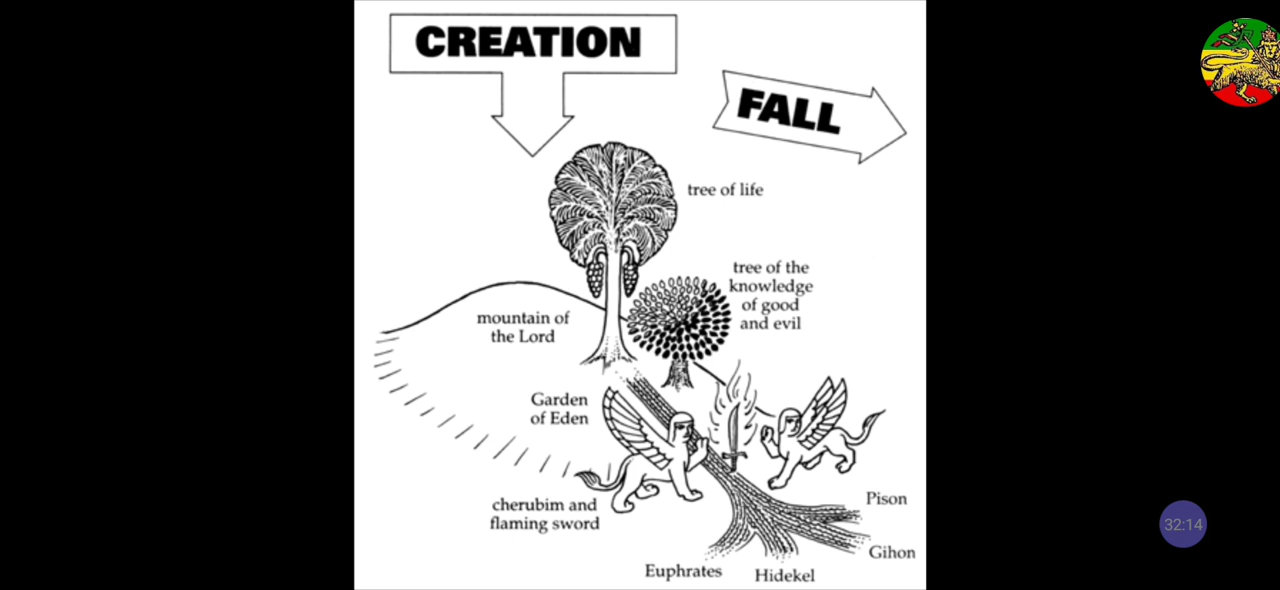 CREATION
FALL
tree of life
tree of the
knowledge
of good
and evil
mountain of
the Lord
Garden
of Eden
cherubim and
flaming sword
Pison
Gihon
Euphrates
Hidekel
32:14